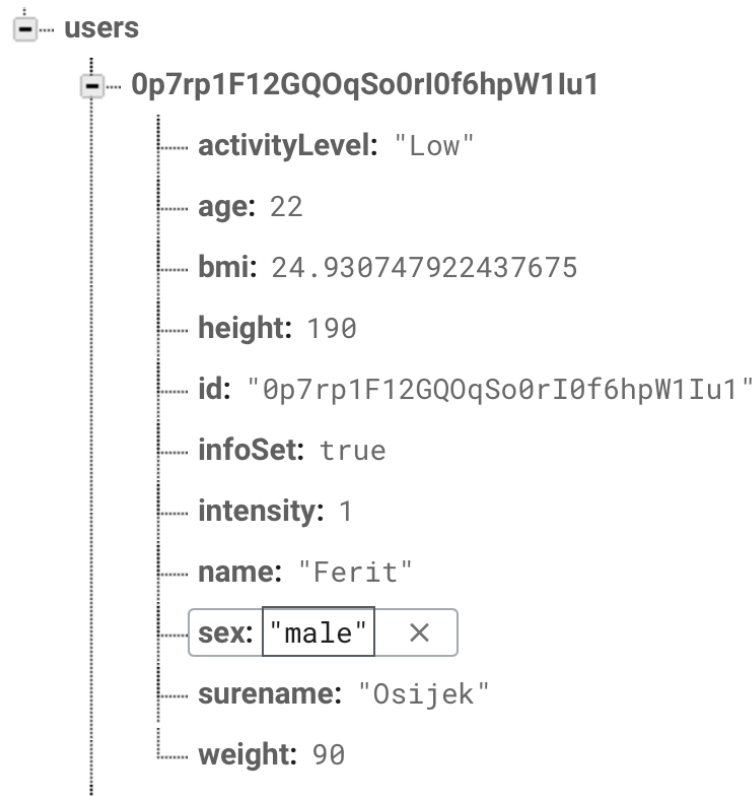 users
0p7rp1F12GQOqSo0rI0f6hpW1Iu1
activityLevel: "Low"
age: 22
bmi: 24.930747922437675
height: 190
id: "0p7rp1F12GQOqSo0rI0f6hpW1Iu1"
infoSet: true
intensity: 1
name: "Ferit"
sex: "male" ×
surename: "Osijek"
weight: 90